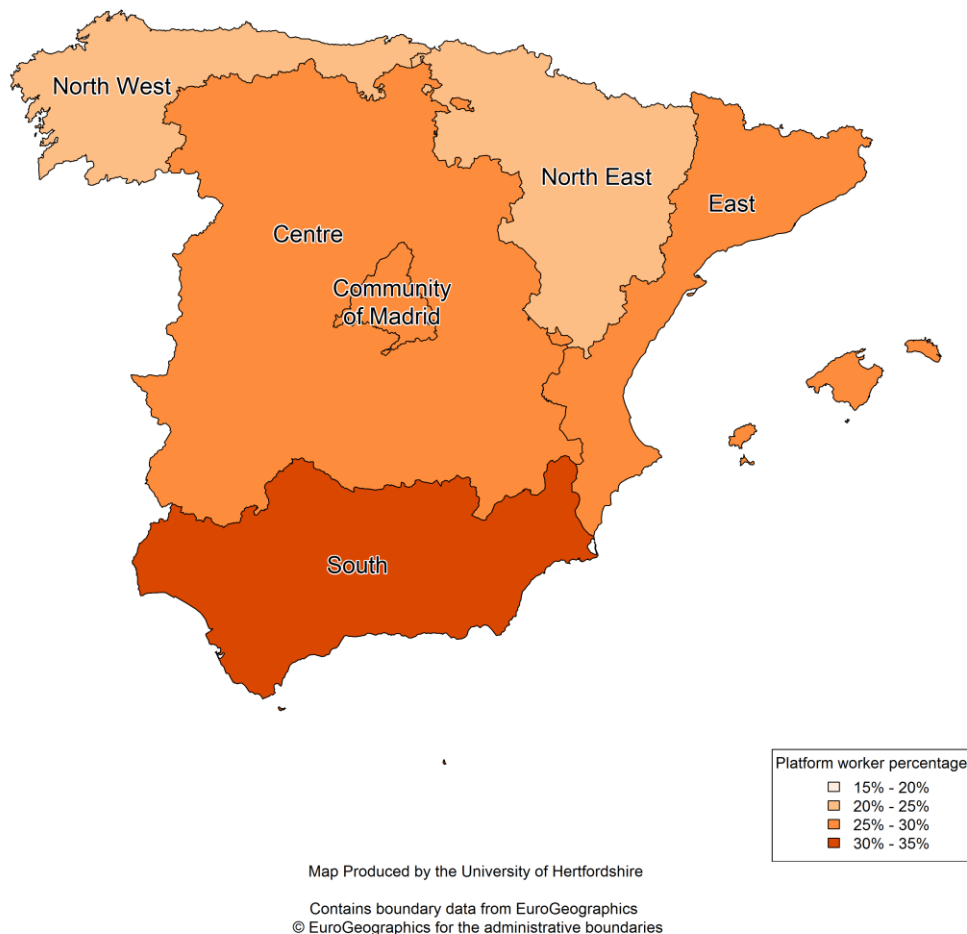 North West
North East
East
Centre
Community
of Madrid
South
Platform worker percentage
15% - 20%
20% - 25%
25% - 30%
30% - 35%
Map Produced by the University of Hertfordshire
Contains boundary data from EuroGeographics
© EuroGeographics for the administrative boundaries